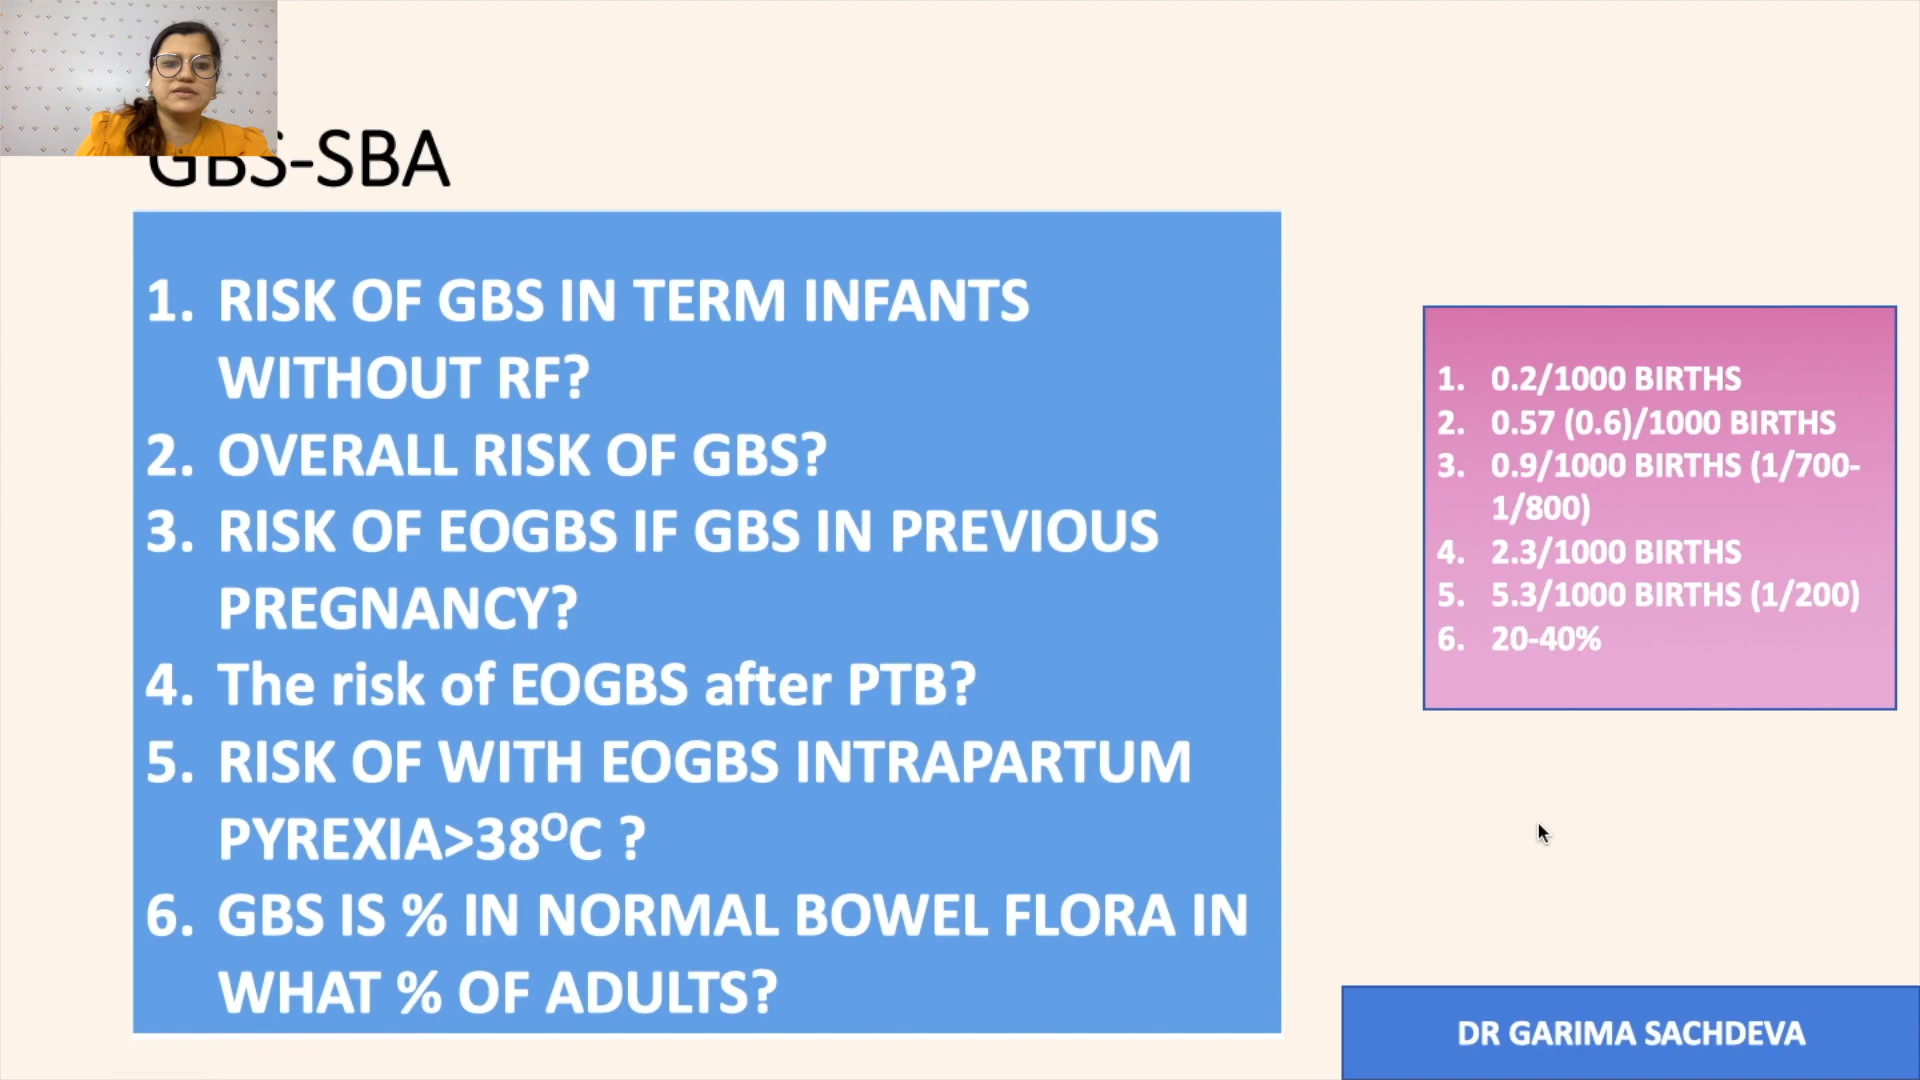 GBS-SBA
1. RISK OF GBS IN TERM INFANTS
WITHOUT RF?
2. OVERALL RISK OF GBS?
3. RISK OF EOGBS IF GBS IN PREVIOUS
PREGNANCY?
4. The risk of EOGBS after PTB?
5. RISK OF WITH EOGBS INTRAPARTUM
PYREXIA>38ᴼC ?
6. GBS IS % IN NORMAL BOWEL FLORA IN
WHAT % OF ADULTS?
1. 0.2/1000 BIRTHS
2. 0.57 (0.6)/1000 BIRTHS
3. 0.9/1000 BIRTHS (1/700-
1/800)
4. 2.3/1000 BIRTHS
5. 5.3/1000 BIRTHS (1/200)
6. 20-40%
DR GARIMA SACHDEVA